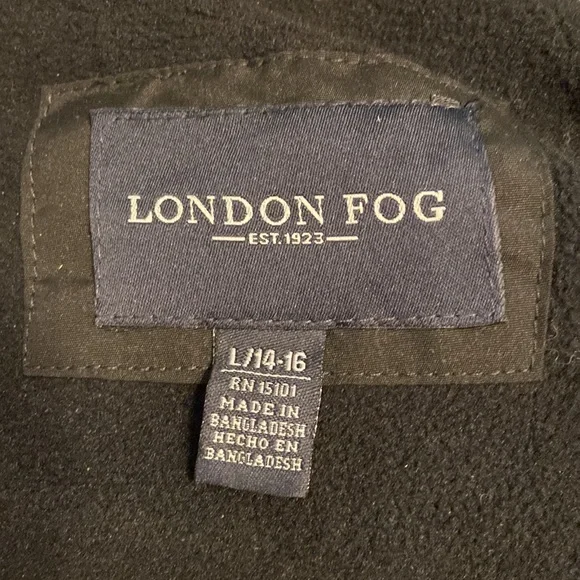 LONDON FOG
EST. 1923
L/14-16
RN 15101
MADE IN
BANGLADESH
HECHO EN
BANGLADESH